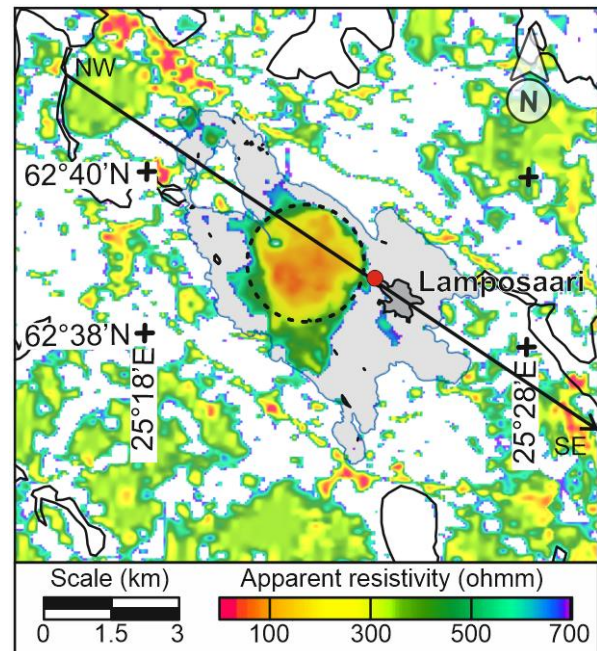 NW
N
62°40'N
Lamposaari
62°38'N
25°18'E
25°28'E
SE
Scale (km)
0 1.5 3
Apparent resistivity (ohmm)
100 300 500 700